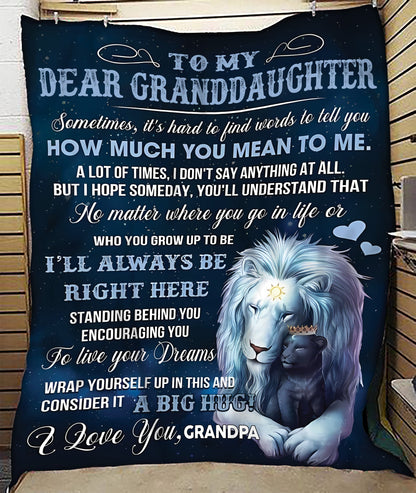 TO MY
DEAR GRANDDAUGHTER
Sometimes, it's hard to find words to tell you
HOW MUCH YOU MEAN TO ME.
A LOT OF TIMES, I DON'T SAY ANYTHING AT ALL.
BUT I HOPE SOMEDAY, YOU'LL UNDERSTAND THAT
No matter where you go in life or
WHO YOU GROW UP TO BE
I'LL ALWAYS BE
RIGHT HERE
STANDING BEHIND YOU
ENCOURAGING YOU
To live your Dreams
WRAP YOURSELF UP IN THIS AND
CONSIDER IT A BIG HUG!
I Love You, GRANDPA